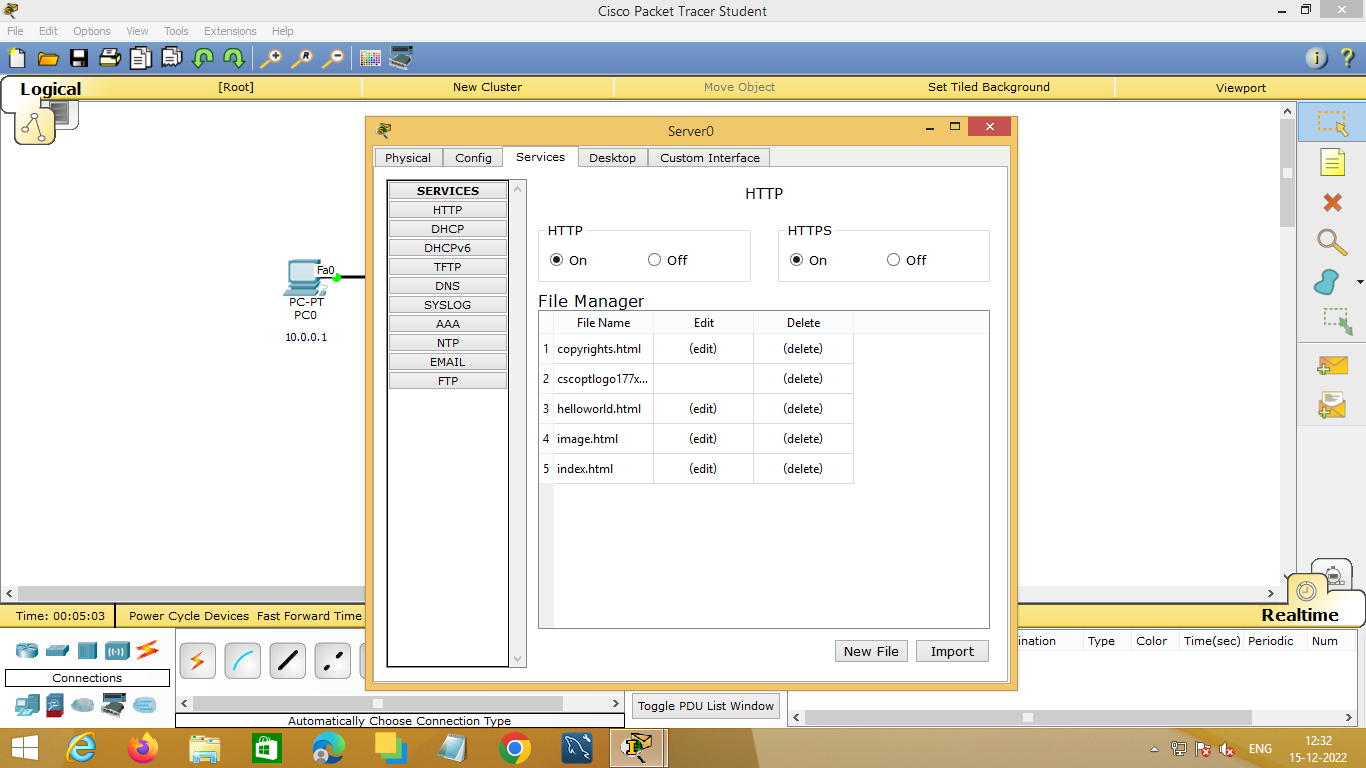 Cisco Packet Tracer Student
File Edit Options View Tools Extensions Help
Logical [Root] New Cluster Move Object Set Tiled Background Viewport
Server0
Physical Config Services Desktop Custom Interface
SERVICES
HTTP
DHCP
DHCPv6
TFTP
DNS
SYSLOG
AAA
NTP
EMAIL
FTP
HTTP
HTTP HTTPS
On Off On Off
File Manager
File Name Edit Delete
1 copyrights.html (edit) (delete)
2 cscoptlogo177x... (delete)
3 helloworld.html (edit) (delete)
4 image.html (edit) (delete)
5 index.html (edit) (delete)
New File Import
Fa0
PC-PT
PC0
10.0.0.1
Time: 00:05:03 Power Cycle Devices Fast Forward Time
Realtime
Connections
Automatically Choose Connection Type
Toggle PDU List Window
ination Type Color Time(sec) Periodic Num
ENG
12:32
15-12-2022